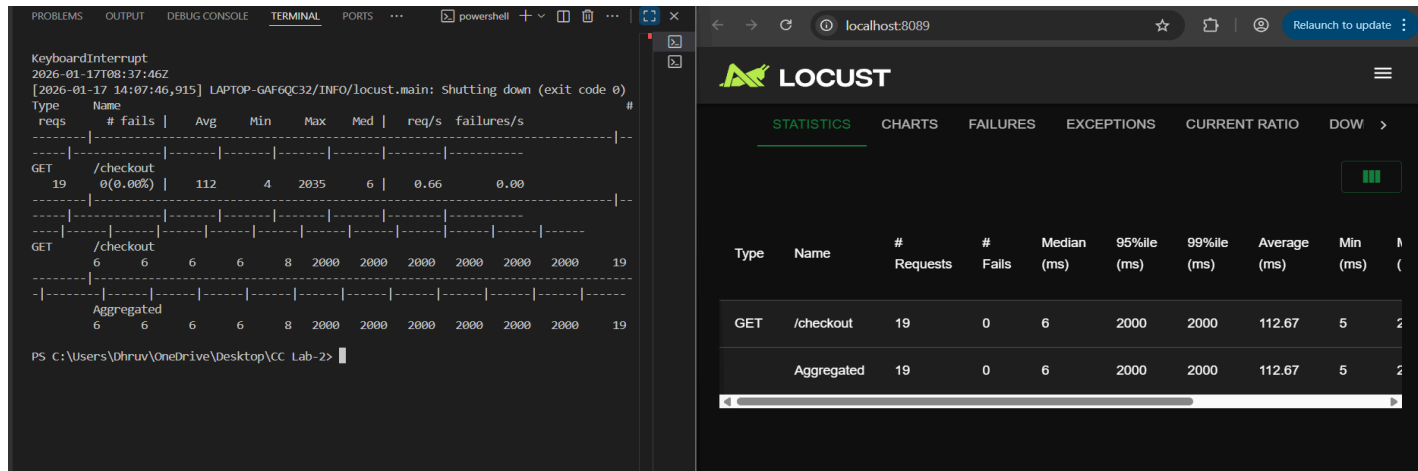 PROBLEMS OUTPUT DEBUG CONSOLE TERMINAL PORTS ... powershell
KeyboardInterrupt
2026-01-17T08:37:46Z
[2026-01-17 14:07:46,915] LAPTOP-GAF6QC32/INFO/locust.main: Shutting down (exit code 0)
Type     Name                                                                          #
 reqs      # fails |    Avg     Min     Max    Med |   req/s  failures/s
--------|----------------------------------------------------------------------------|--
-----|-------------|-------|-------|-------|-------|--------|-----------
GET      /checkout
   19     0(0.00%) |    112       4    2035      6 |    0.66        0.00
--------|----------------------------------------------------------------------------|--
-----|-------------|-------|-------|-------|-------|--------|-----------
----|------|------|------|------|------|------|------|------|------|------|------
GET      /checkout
         6      6      6      6      8   2000   2000   2000   2000   2000   2000     19
--------|-------------------------------------------------------------------------------
-|--------|------|------|------|------|------|------|------|------|------|------|------
         Aggregated
         6      6      6      6      8   2000   2000   2000   2000   2000   2000     19
PS C:\Users\Dhruv\OneDrive\Desktop\CC Lab-2>
localhost:8089 Relaunch to update
LOCUST
STATISTICS CHARTS FAILURES EXCEPTIONS CURRENT RATIO DOW
Type Name # Requests # Fails Median (ms) 95%ile (ms) 99%ile (ms) Average (ms) Min (ms)
GET /checkout 19 0 6 2000 2000 112.67 5 2
Aggregated 19 0 6 2000 2000 112.67 5 2